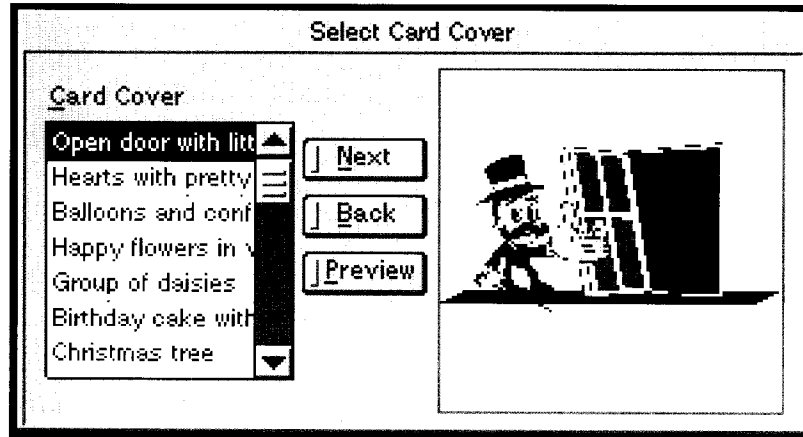 Select Card Cover
Card Cover
Open door with litt
Hearts with pretty
Balloons and conf
Happy flowers in v
Group of daisies
Birthday cake with
Christmas tree
Next
Back
Preview